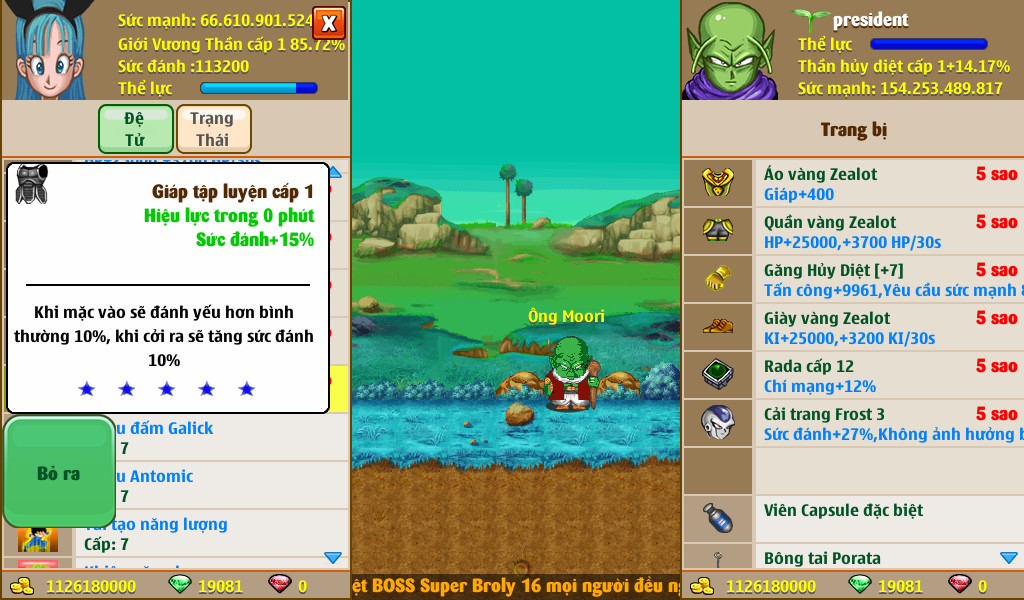 Sức mạnh: 66.610.901.524
X
Giới Vương Thần cấp 1 85.72%
Sức đánh :113200
Thể lực
Đệ
Tử
Trạng
Thái
Giáp tập luyện cấp 1
Hiệu lực trong 0 phút
Sức đánh+15%
Khi mặc vào sẽ đánh yếu hơn bình
thường 10%, khi cởi ra sẽ tăng sức đánh
10%
Bỏ ra
đấm Galick
7
Antomic
7
tạo năng lượng
Cấp: 7
1126180000
19081
0
Ông Moori
ệt BOSS Super Broly 16 mọi người đều
president
Thể lực
Thần hủy diệt cấp 1+14.17%
Sức mạnh: 154.253.489.817
Trang bị
Áo vàng Zealot
5 sao
Giáp+400
Quần vàng Zealot
5 sao
HP+25000,+3700 HP/30s
Găng Hủy Diệt [+7]
5 sao
Tấn công+9961,Yêu cầu sức mạnh
Giày vàng Zealot
5 sao
KI+25000,+3200 KI/30s
Rada cấp 12
5 sao
Chí mạng+12%
Cải trang Frost 3
5 sao
Sức đánh+27%,Không ảnh hưởng
Viên Capsule đặc biệt
Bông tai Porata
1126180000
19081
0